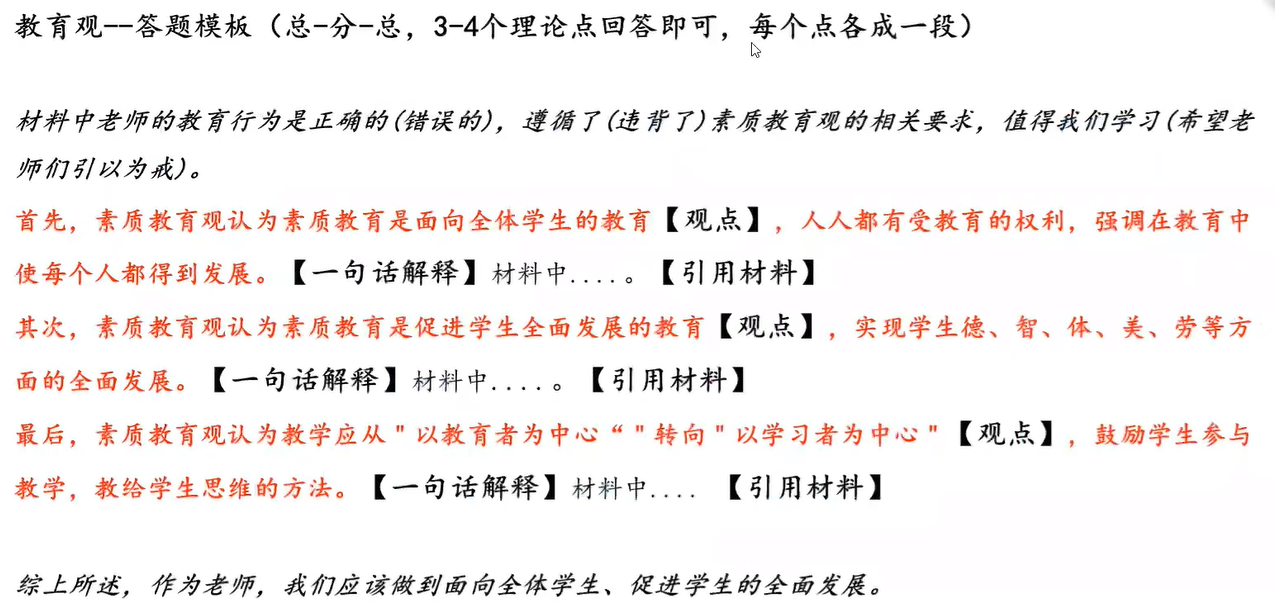 教育观--答题模板（总-分-总，3-4个理论点回答即可，每个点各成一段）
材料中老师的教育行为是正确的(错误的)，遵循了(违背了)素质教育观的相关要求，值得我们学习(希望老
师们引以为戒)。
首先，素质教育观认为素质教育是面向全体学生的教育【观点】，人人都有受教育的权利，强调在教育中
使每个人都得到发展。【一句话解释】材料中....。【引用材料】
其次，素质教育观认为素质教育是促进学生全面发展的教育【观点】，实现学生德、智、体、美、劳等方
面的全面发展。【一句话解释】材料中....。【引用材料】
最后，素质教育观认为教学应从＂以教育者为中心“＂转向＂以学习者为中心＂【观点】，鼓励学生参与
教学，教给学生思维的方法。【一句话解释】材料中.... 【引用材料】
综上所述，作为老师，我们应该做到面向全体学生、促进学生的全面发展。